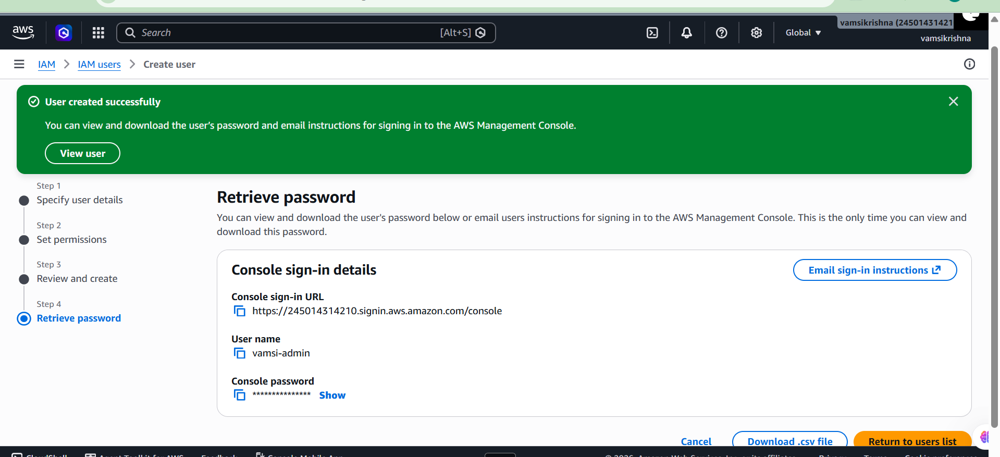 aws
Search
[Alt+S]
Global
vamsikrishna (24501431421
vamsikrishna
IAM
IAM users
Create user
User created successfully
You can view and download the user's password and email instructions for signing in to the AWS Management Console.
View user
Step 1
Specify user details
Step 2
Set permissions
Step 3
Review and create
Step 4
Retrieve password
Retrieve password
You can view and download the user's password below or email users instructions for signing in to the AWS Management Console. This is the only time you can view and
download this password.
Console sign-in details
Email sign-in instructions
Console sign-in URL
https://245014314210.signin.aws.amazon.com/console
User name
vamsi-admin
Console password
*************** Show
Cancel
Download .csv file
Return to users list